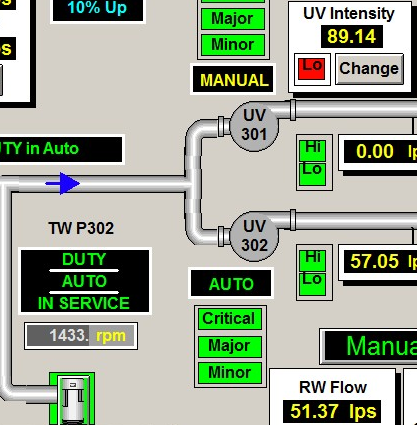 10% Up
Major
Minor
MANUAL
UV Intensity
89.14
Lo
Change
UV
301
Hi
Lo
0.00
TY in Auto
TW P302
DUTY
AUTO
IN SERVICE
1433. rpm
UV
302
Hi
Lo
57.05
AUTO
Critical
Major
Minor
Manua
RW Flow
51.37 lps